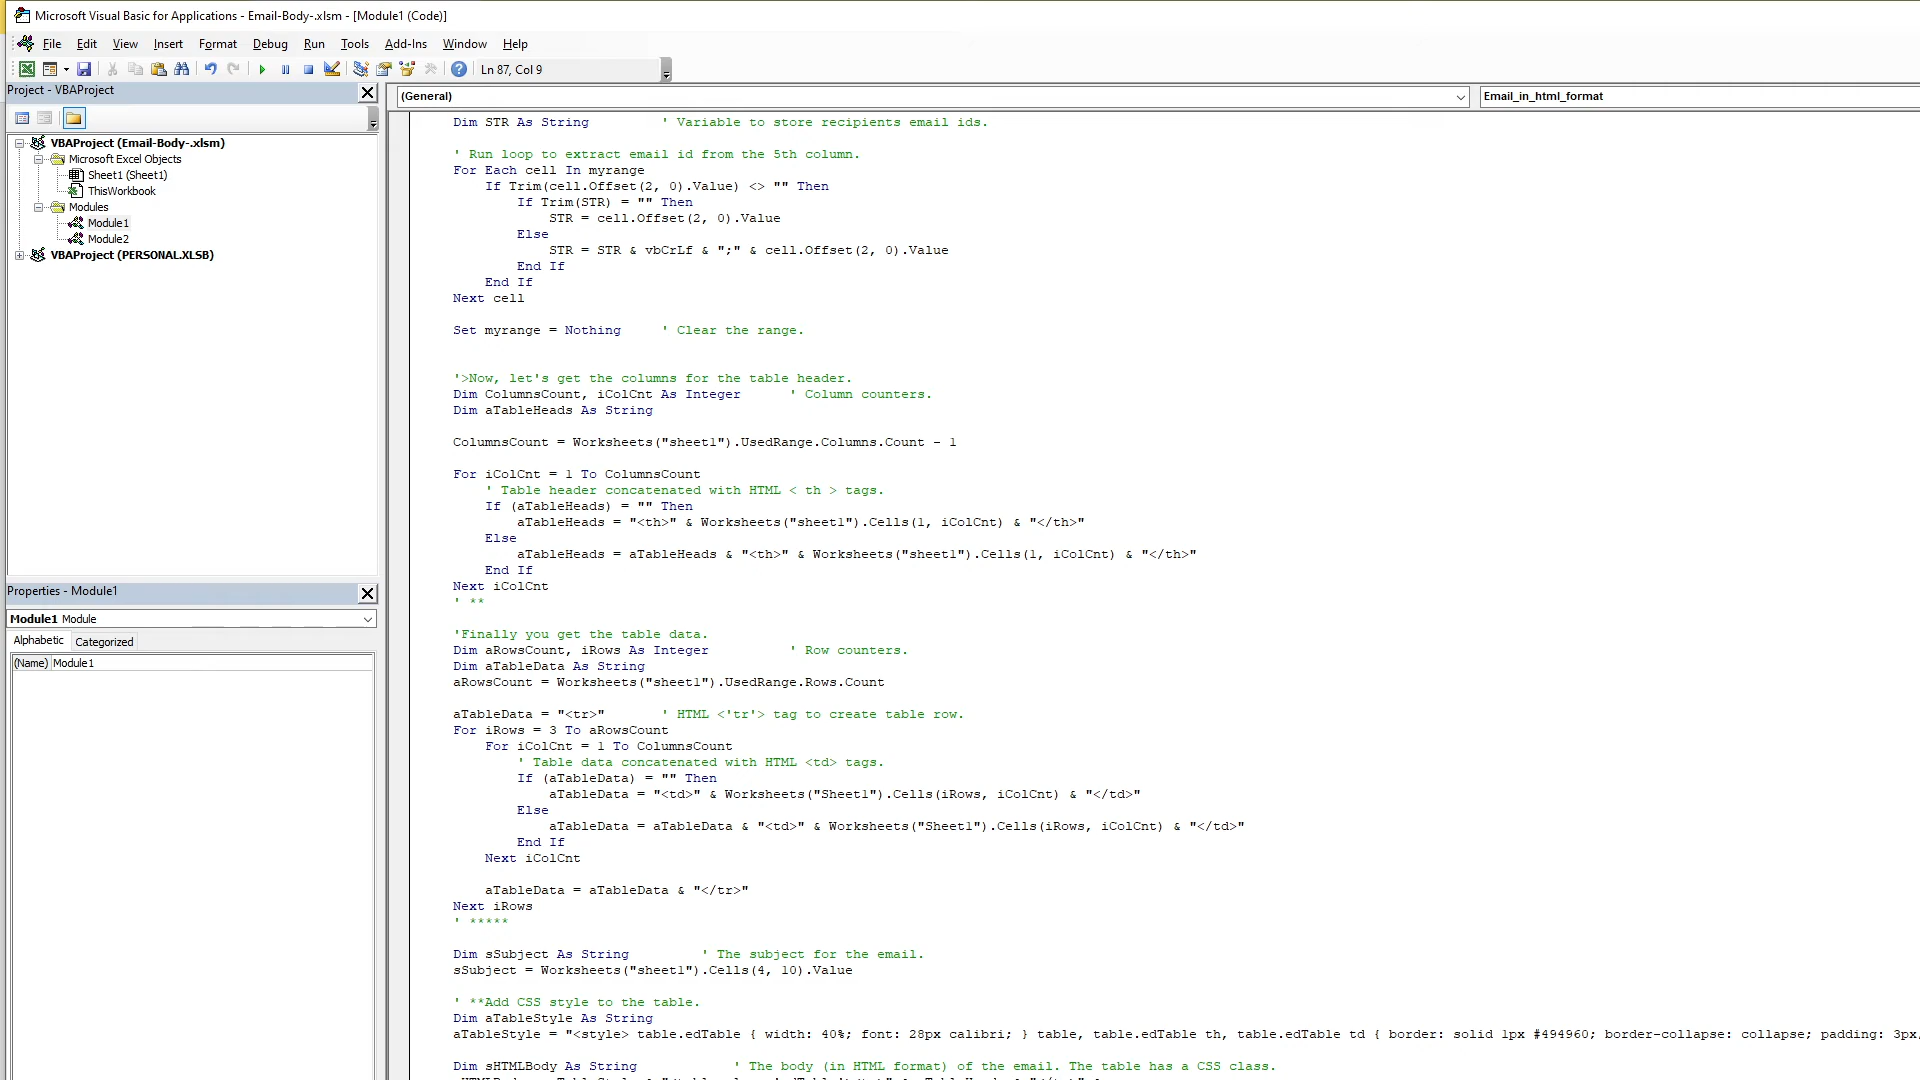 Microsoft Visual Basic for Applications - Email-Body-.xlsm - [Module1 (Code)]
File Edit View Insert Format Debug Run Tools Add-Ins Window Help
Ln 87, Col 9
Project - VBAProject
VBAProject (Email-Body-.xlsm)
Microsoft Excel Objects
Sheet1 (Sheet1)
ThisWorkbook
Modules
Module1
Module2
VBAProject (PERSONAL.XLSB)
Properties - Module1
Module1 Module
Alphabetic Categorized
(Name) Module1
(General) Email_in_html_format
Dim STR As String ' Variable to store recipients email ids.
' Run loop to extract email id from the 5th column.
For Each cell In myrange
If Trim(cell.Offset(2, 0).Value) <> "" Then
If Trim(STR) = "" Then
STR = cell.Offset(2, 0).Value
Else
STR = STR & vbCrLf & ";" & cell.Offset(2, 0).Value
End If
End If
Next cell
Set myrange = Nothing ' Clear the range.
'>Now, let's get the columns for the table header.
Dim ColumnsCount, iColCnt As Integer ' Column counters.
Dim aTableHeads As String
ColumnsCount = Worksheets("sheet1").UsedRange.Columns.Count - 1
For iColCnt = 1 To ColumnsCount
' Table header concatenated with HTML < th > tags.
If (aTableHeads) = "" Then
aTableHeads = "<th>" & Worksheets("sheet1").Cells(1, iColCnt) & "</th>"
Else
aTableHeads = aTableHeads & "<th>" & Worksheets("sheet1").Cells(1, iColCnt) & "</th>"
End If
Next iColCnt
' **
'Finally you get the table data.
Dim aRowsCount, iRows As Integer ' Row counters.
Dim aTableData As String
aRowsCount = Worksheets("sheet1").UsedRange.Rows.Count
aTableData = "<tr>" ' HTML <'tr'> tag to create table row.
For iRows = 3 To aRowsCount
For iColCnt = 1 To ColumnsCount
' Table data concatenated with HTML <td> tags.
If (aTableData) = "" Then
aTableData = "<td>" & Worksheets("Sheet1").Cells(iRows, iColCnt) & "</td>"
Else
aTableData = aTableData & "<td>" & Worksheets("Sheet1").Cells(iRows, iColCnt) & "</td>"
End If
Next iColCnt
aTableData = aTableData & "</tr>"
Next iRows
' *****
Dim sSubject As String ' The subject for the email.
sSubject = Worksheets("sheet1").Cells(4, 10).Value
' **Add CSS style to the table.
Dim aTableStyle As String
aTableStyle = "<style> table.edTable { width: 40%; font: 28px calibri; } table, table.edTable th, table.edTable td { border: solid 1px #494960; border-collapse: collapse; padding: 3px,
Dim sHTMLBody As String ' The body (in HTML format) of the email. The table has a CSS class.